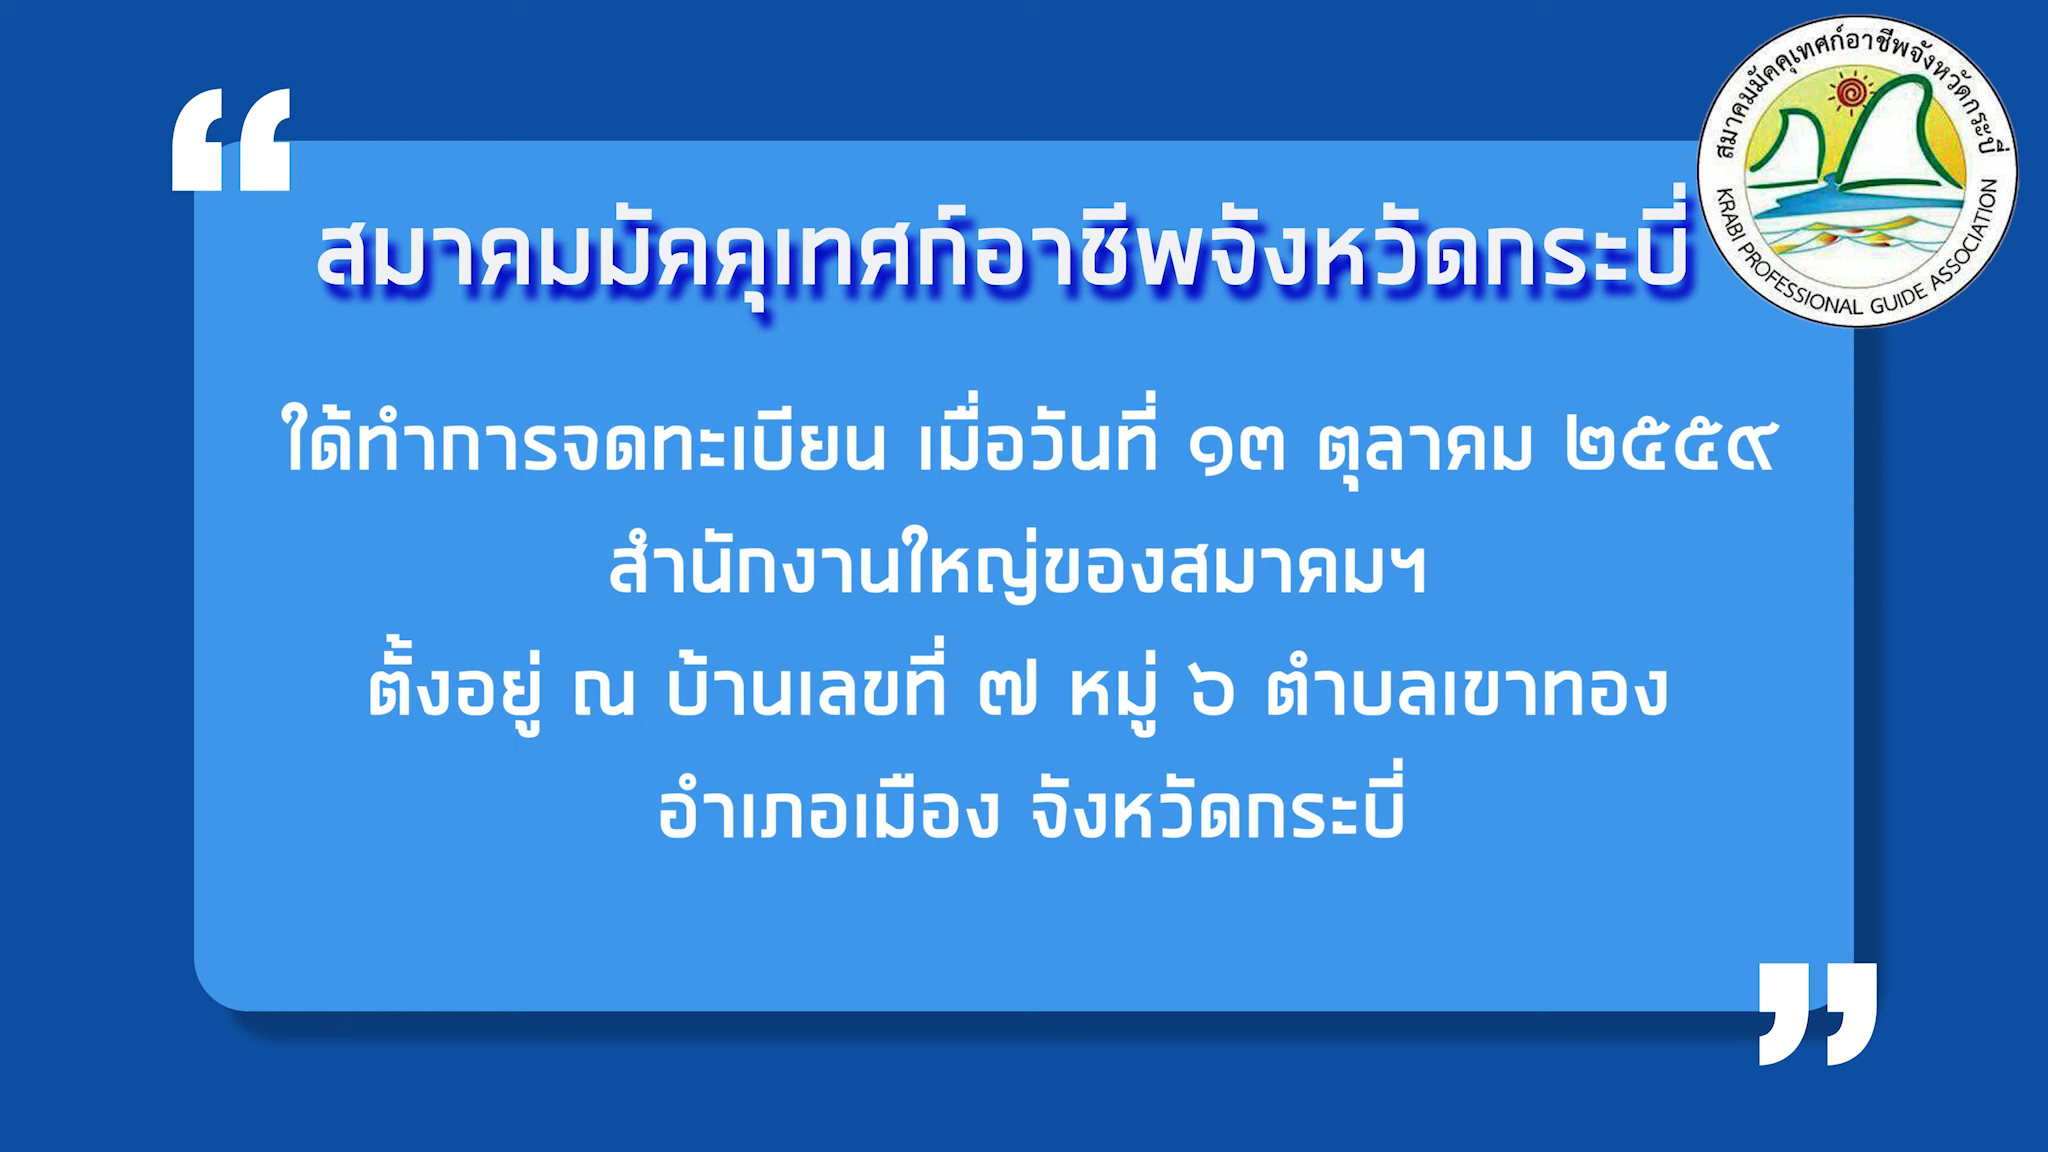 สมาคมมัคคุเทศก์อาชีพจังหวัดกระบี่
KRABI PROFESSIONAL GUIDE ASSOCIATION
“
สมาคมมัคคุเทศก์อาชีพจังหวัดกระบี่
ใด้ทำการจดทะเบียน เมื่อวันที่ ๑๓ ตุลาคม ๒๕๕๙
สำนักงานใหญ่ของสมาคมฯ
ตั้งอยู่ ณ บ้านเลขที่ ๗ หมู่ ๖ ตำบลเขาทอง
อำเภอเมือง จังหวัดกระบี่
”